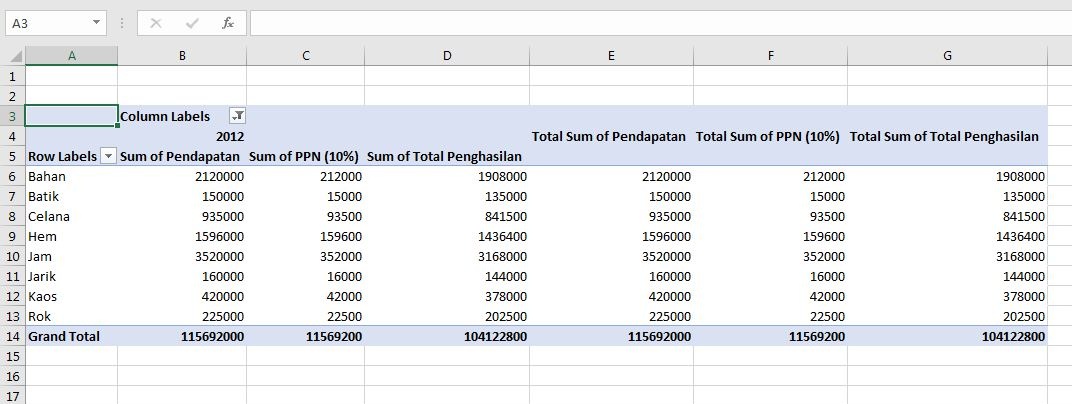 A3
fx
A B C D E F G
1
2
3 Column Labels
4 2012 Total Sum of Pendapatan Total Sum of PPN (10%) Total Sum of Total Penghasilan
5 Row Labels Sum of Pendapatan Sum of PPN (10%) Sum of Total Penghasilan
6 Bahan 2120000 212000 1908000 2120000 212000 1908000
7 Batik 150000 15000 135000 150000 15000 135000
8 Celana 935000 93500 841500 935000 93500 841500
9 Hem 1596000 159600 1436400 1596000 159600 1436400
10 Jam 3520000 352000 3168000 3520000 352000 3168000
11 Jarik 160000 16000 144000 160000 16000 144000
12 Kaos 420000 42000 378000 420000 42000 378000
13 Rok 225000 22500 202500 225000 22500 202500
14 Grand Total 115692000 11569200 104122800 115692000 11569200 104122800
15
16
17